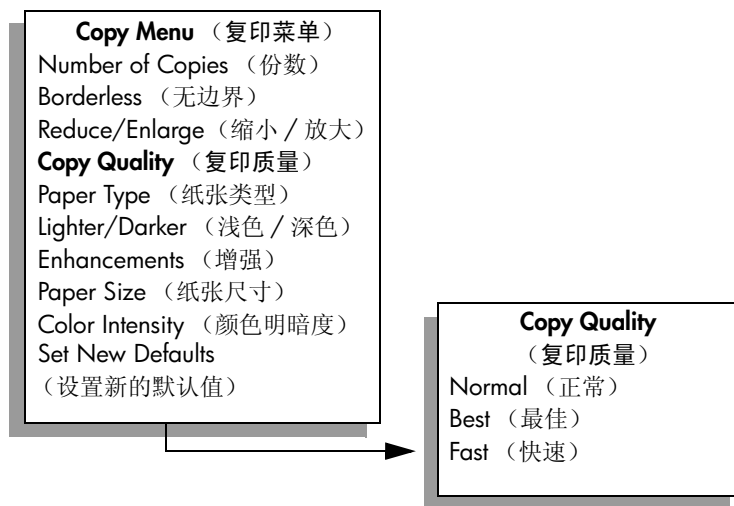 Copy Menu （复印菜单）
Number of Copies （份数）
Borderless （无边界）
Reduce/Enlarge（缩小 / 放大）
Copy Quality （复印质量）
Paper Type （纸张类型）
Lighter/Darker （浅色 / 深色）
Enhancements （增强）
Paper Size （纸张尺寸）
Color Intensity （颜色明暗度）
Set New Defaults
（设置新的默认值）
Copy Quality
（复印质量）
Normal （正常）
Best （最佳）
Fast （快速）